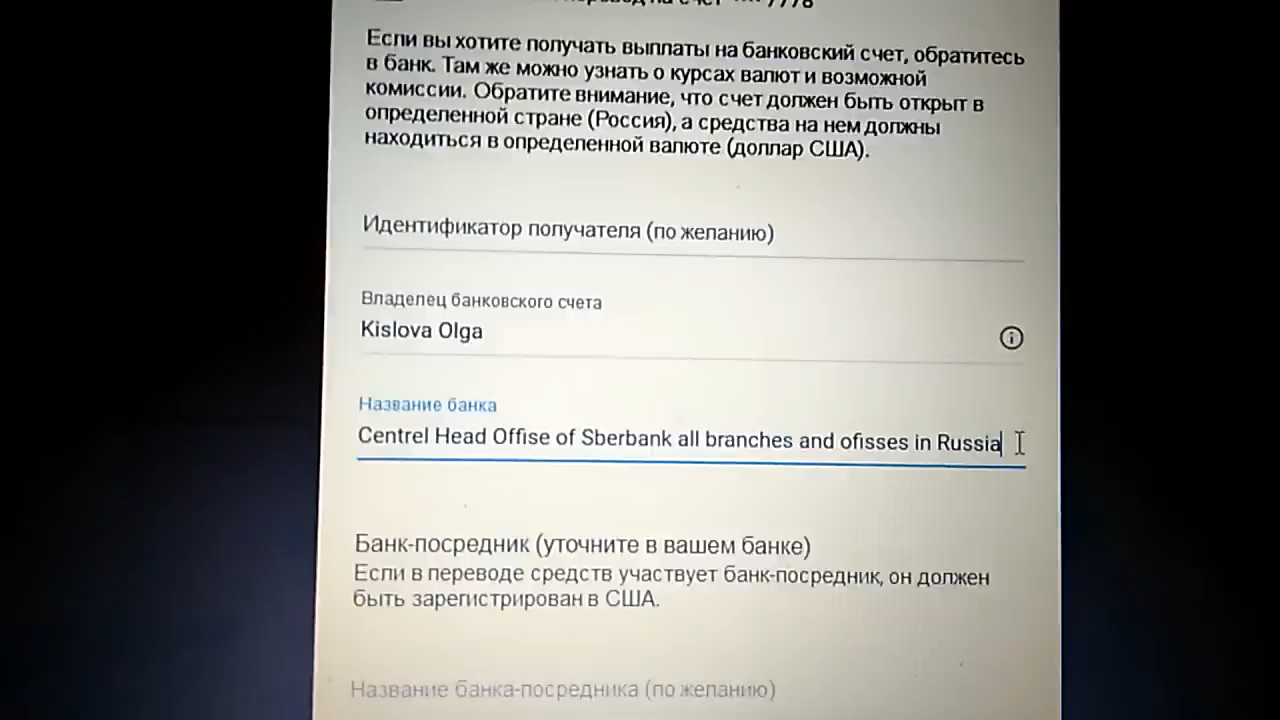 перевод на счет **** 7778
Если вы хотите получать выплаты на банковский счет, обратитесь
в банк. Там же можно узнать о курсах валют и возможной
комиссии. Обратите внимание, что счет должен быть открыт в
определенной стране (Россия), а средства на нем должны
находиться в определенной валюте (доллар США).
Идентификатор получателя (по желанию)
Владелец банковского счета
Kislova Olga
Название банка
Centrel Head Offise of Sberbank all branches and ofisses in Russia
Банк-посредник (уточните в вашем банке)
Если в переводе средств участвует банк-посредник, он должен
быть зарегистрирован в США.
Название банка-посредника (по желанию)